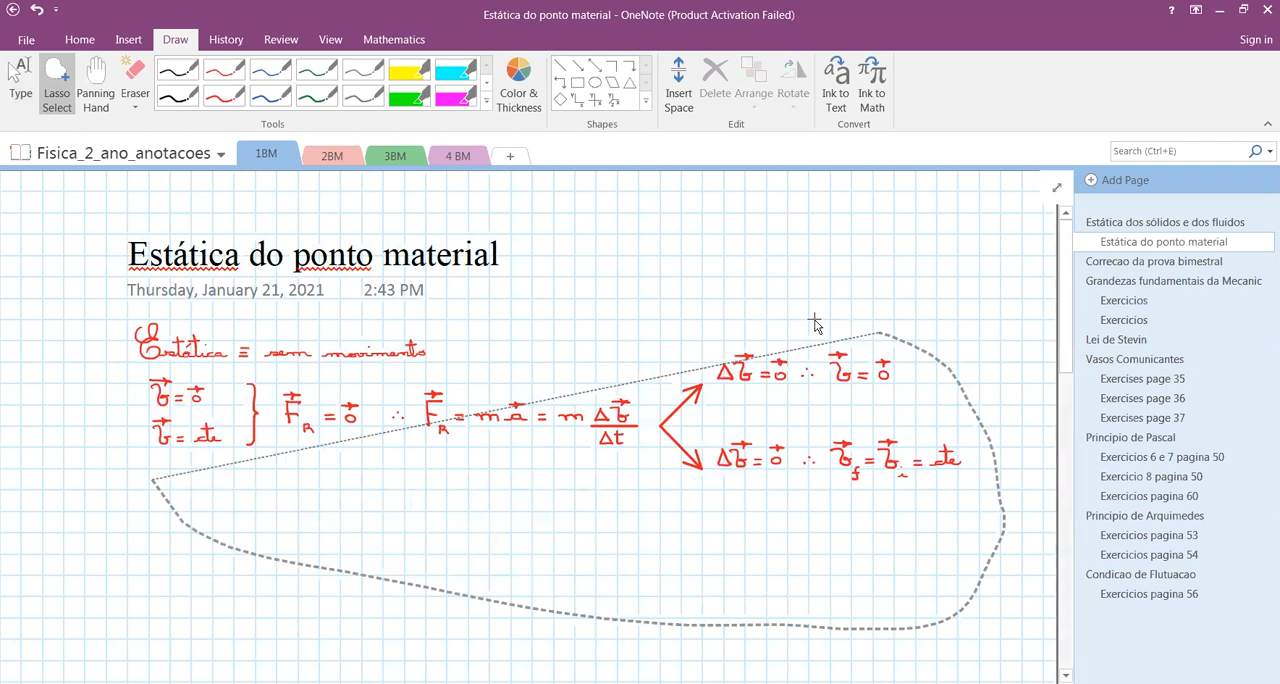 Estática do ponto material - OneNote (Product Activation Failed)
? 
Sign in
File Home Insert Draw History Review View Mathematics
Type
Lasso Select
Panning Hand
Eraser
Color & Thickness
Insert Space
Delete
Arrange
Rotate
Ink to Text
Ink to Math
Tools
Shapes
Edit
Convert
Fisica_2_ano_anotacoes
1BM 2BM 3BM 4 BM +
Search (Ctrl+E)
Add Page
Estática dos sólidos e dos fluidos
Estática do ponto material
Correcao da prova bimestral
Grandezas fundamentais da Mecanic
Exercicios
Exercicios
Lei de Stevin
Vasos Comunicantes
Exercises page 35
Exercises page 36
Exercises page 37
Principio de Pascal
Exercicios 6 e 7 pagina 50
Exercicio 8 pagina 50
Exercicios pagina 60
Principio de Arquimedes
Exercicios pagina 53
Exercicios pagina 54
Condicao de Flutuacao
Exercicios pagina 56
Estática do ponto material
Thursday, January 21, 2021 2:43 PM
Estática ≡ sem movimento
v⃗ = 0⃗
v⃗ = cte
} F⃗_R = 0⃗ ∴ F⃗_R = m a⃗ = m Δv⃗/Δt
Δv⃗ = 0⃗ ∴ v⃗ = 0⃗
Δv⃗ = 0⃗ ∴ v⃗_f = v⃗_i = cte